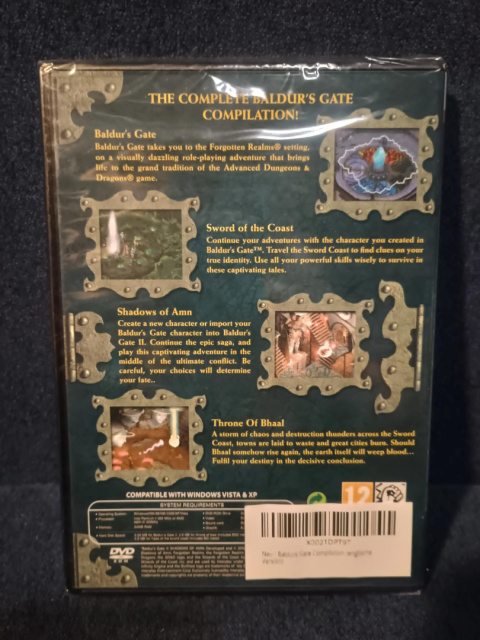 THE COMPLETE BALDUR'S GATE
COMPILATION!
Baldur's Gate
Baldur's Gate takes you to the Forgotten Realms® setting,
on a visually dazzling role-playing adventure that brings
life to the grand tradition of the Advanced Dungeons &
Dragons® game.
Sword of the Coast
Continue your adventures with the character you created in
Baldur's Gate™. Travel the Sword Coast to find clues on your
true identity. Use all your powerful skills wisely to survive in
these captivating tales.
Shadows of Amn
Create a new character or import your
Baldur's Gate character into Baldur's
Gate II. Continue the epic saga, and
play this captivating adventure in the
middle of the ultimate conflict. Be
careful, your choices will determine
your fate..
Throne Of Bhaal
A storm of chaos and destruction thunders across the Sword
Coast, towns are laid to waste and great cities burn. Should
Bhaal somehow rise again, the earth itself will weep blood...
Fulfil your destiny in the decisive conclusion.
COMPATIBLE WITH WINDOWS VISTA & XP
SYSTEM REQUIREMENTS
12
DVD